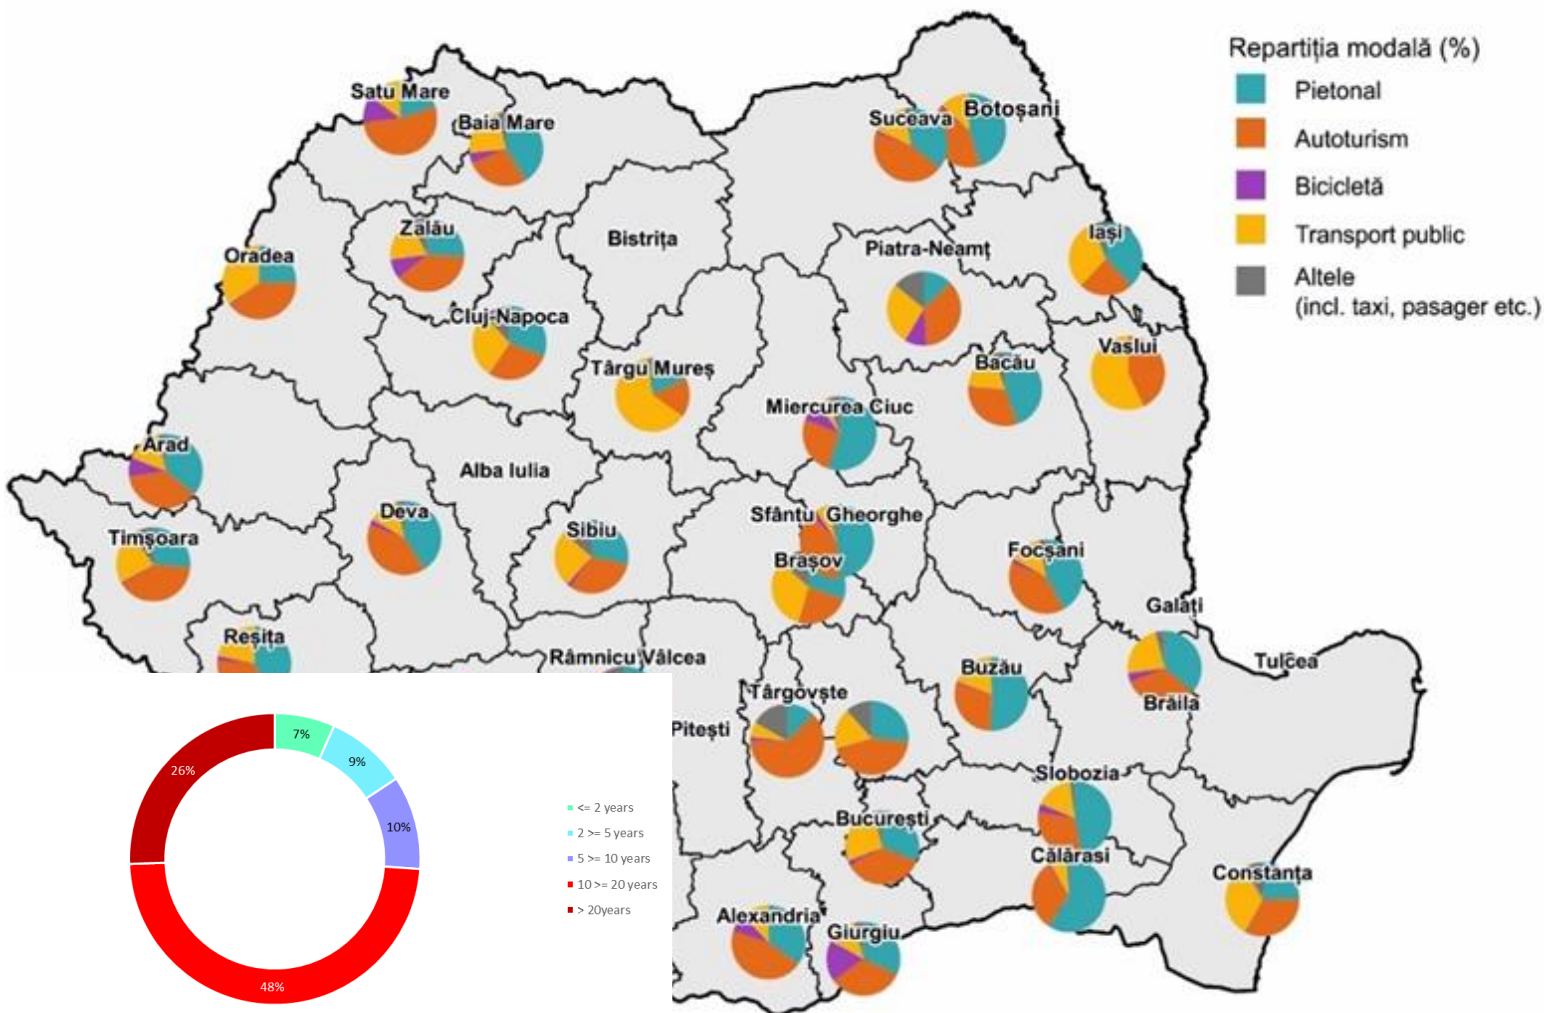 Repartiția modală (%)
Pietonal
Autoturism
Bicicletă
Transport public
Altele
(incl. taxi, pasager etc.)
Satu Mare
Baia Mare
Suceava
Botoșani
Zalău
Bistrița
Iași
Oradea
Piatra-Neamț
Cluj-Napoca
Vaslui
Târgu Mureș
Bacău
Miercurea Ciuc
Arad
Alba Iulia
Deva
Sfântu Gheorghe
Timșoara
Sibiu
Focșani
Brașov
Galați
Reșița
Râmnicu Vâlcea
Tulcea
Buzău
Târgovște
Brăila
Pitești
Slobozia
București
Călărasi
Constanța
Alexandria
Giurgiu
7%
9%
26%
10%
48%
<= 2 years
2 >= 5 years
5 >= 10 years
10 >= 20 years
> 20years